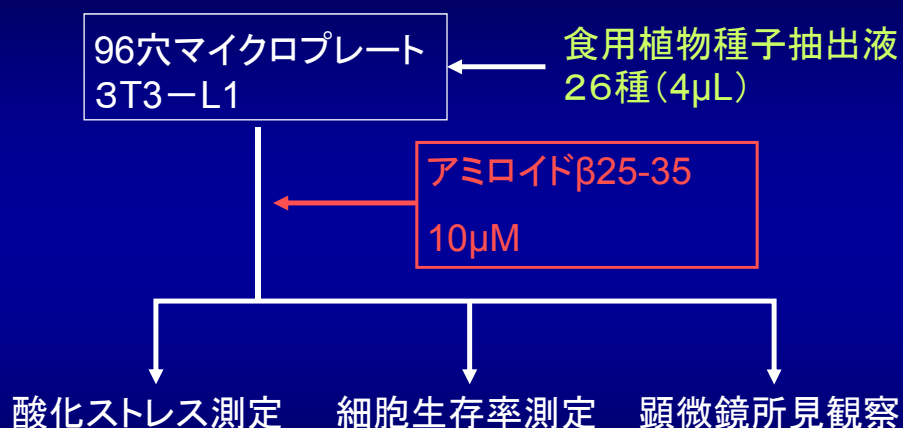 96穴マイクロプレート
3T3－L1
食用植物種子抽出液
２６種（4μL）
アミロイドβ25-35
10μM
酸化ストレス測定
細胞生存率測定
顕微鏡所見観察